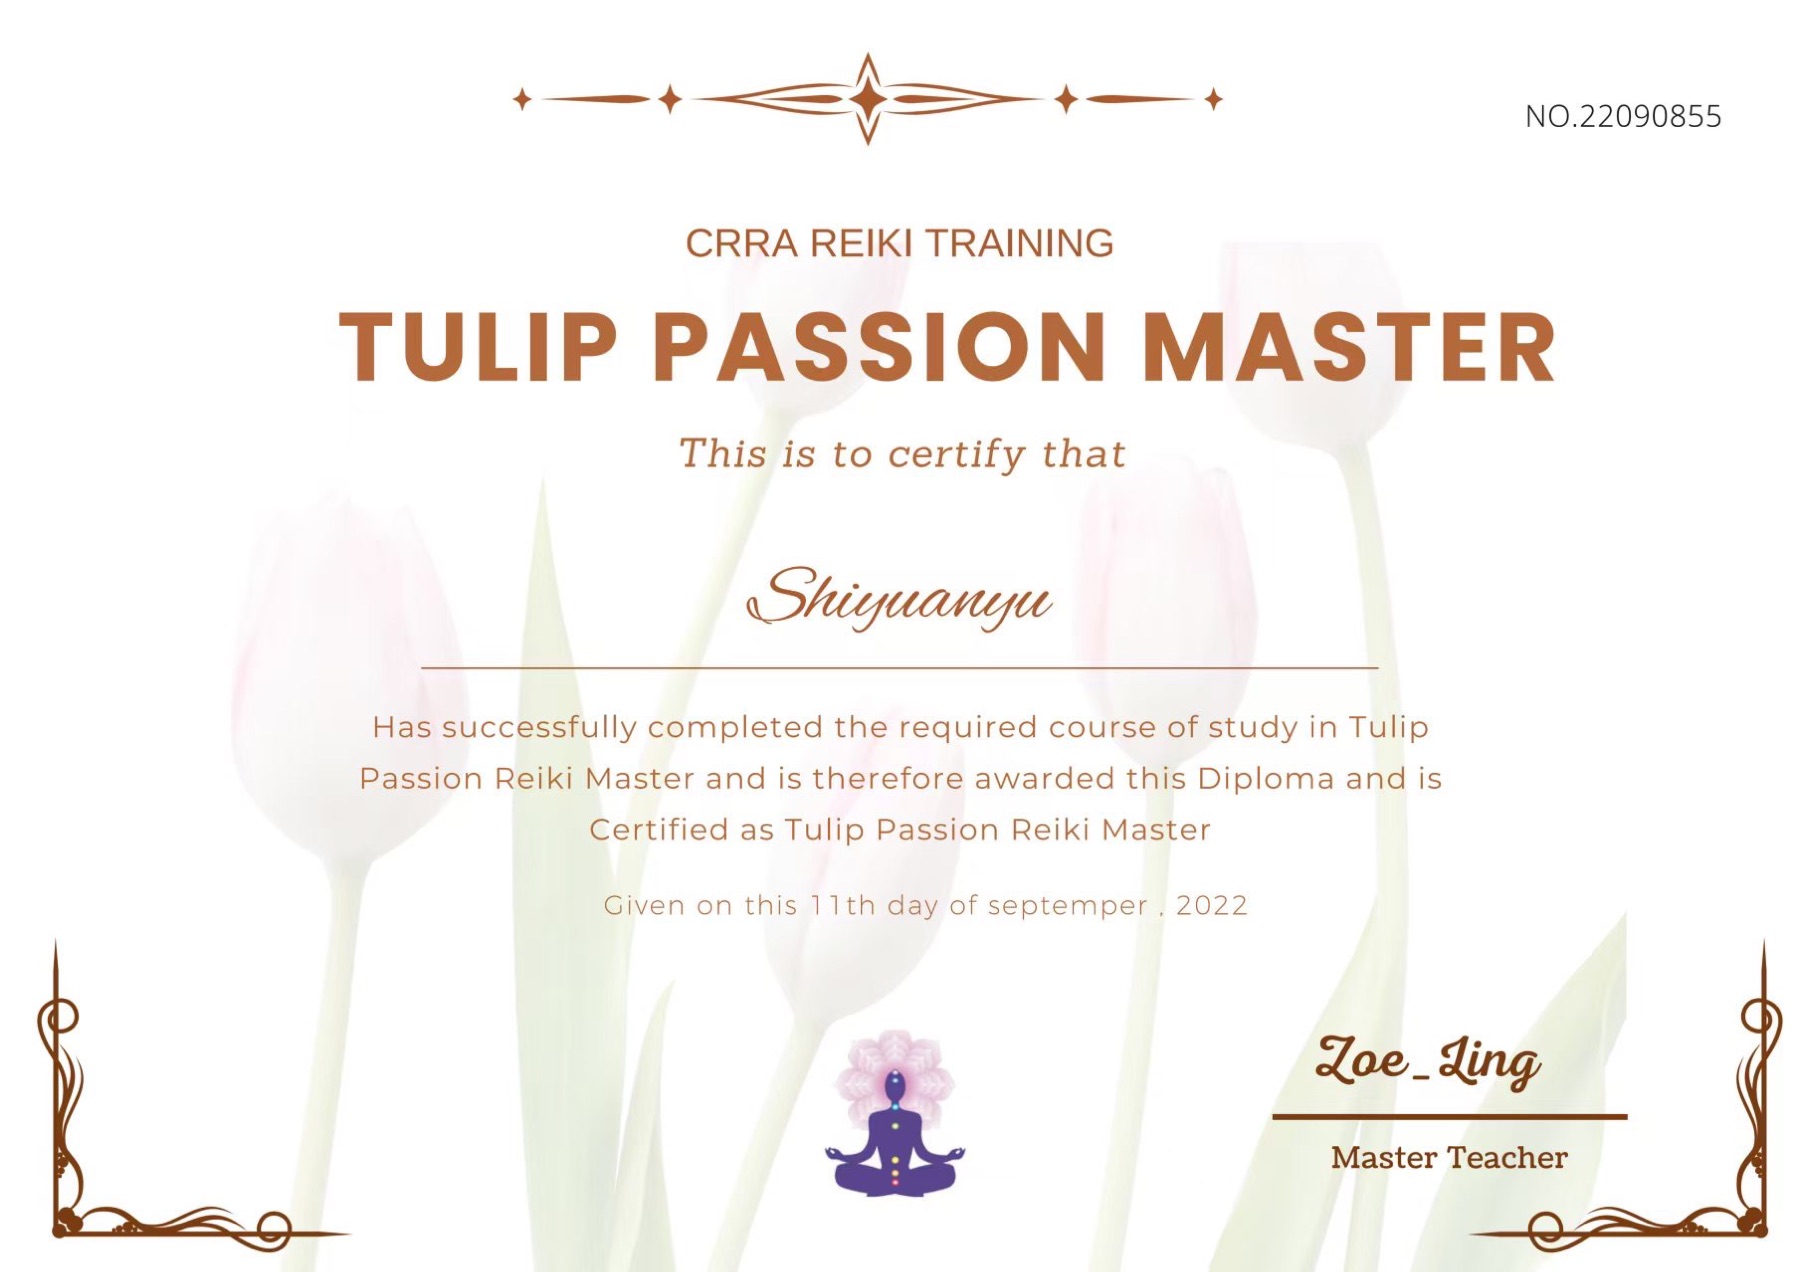 NO.22090855
CRRA REIKI TRAINING
TULIP PASSION MASTER
This is to certify that
Shiyuanyu
Has successfully completed the required course of study in Tulip
Passion Reiki Master and is therefore awarded this Diploma and is
Certified as Tulip Passion Reiki Master
Given on this 11th day of septemper , 2022
Zoe_Ling
Master Teacher